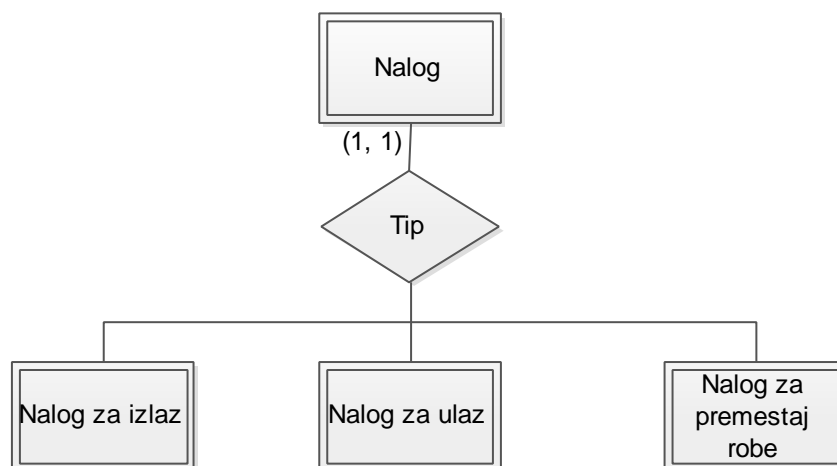 Nalog
(1, 1)
Tip
Nalog za izlaz
Nalog za ulaz
Nalog za
premestaj
robe